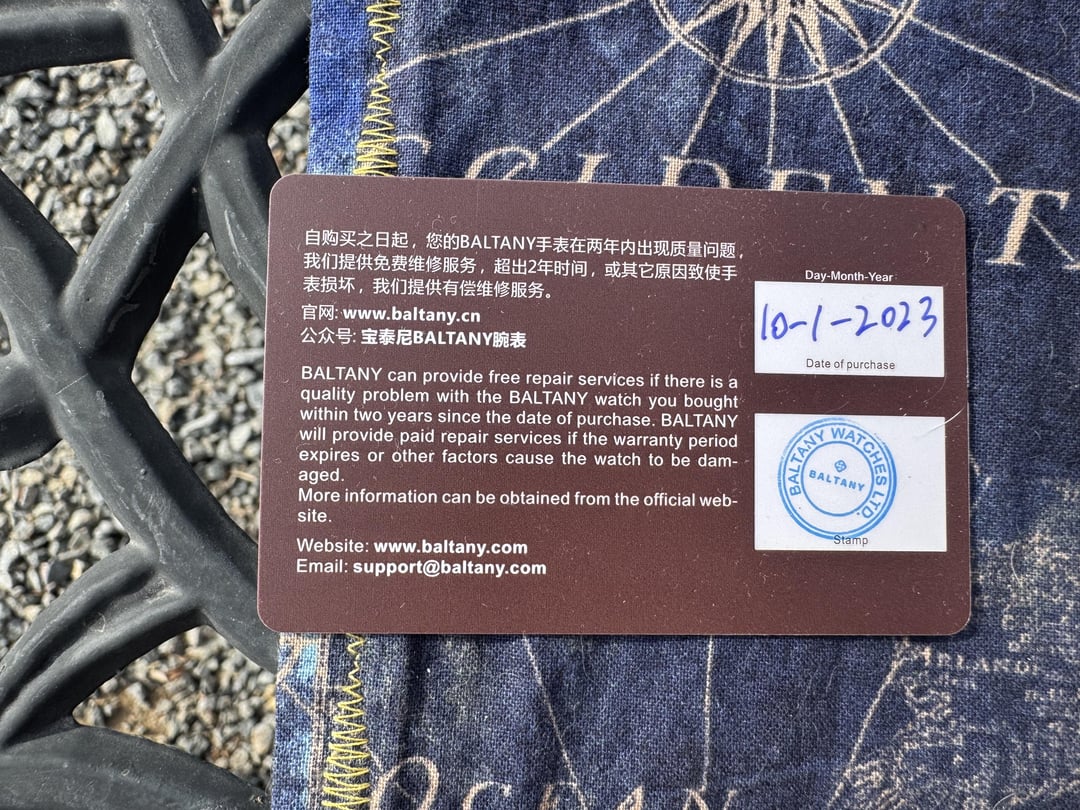 CCIDENT
自购买之日起，您的BALTANY手表在两年内出现质量问题，
我们提供免费维修服务，超出2年时间，或其它原因致使手
表损坏，我们提供有偿维修服务。
官网: www.baltany.cn
公众号: 宝泰尼BALTANY腕表
BALTANY can provide free repair services if there is a
quality problem with the BALTANY watch you bought
within two years since the date of purchase. BALTANY
will provide paid repair services if the warranty period
expires or other factors cause the watch to be dam-
aged.
More information can be obtained from the official web-
site.
Website: www.baltany.com
Email: support@baltany.com
Day-Month-Year
10-1-2023
Date of purchase
BALTANY WATCHES LTD.
BALTANY
Stamp
OCEAN